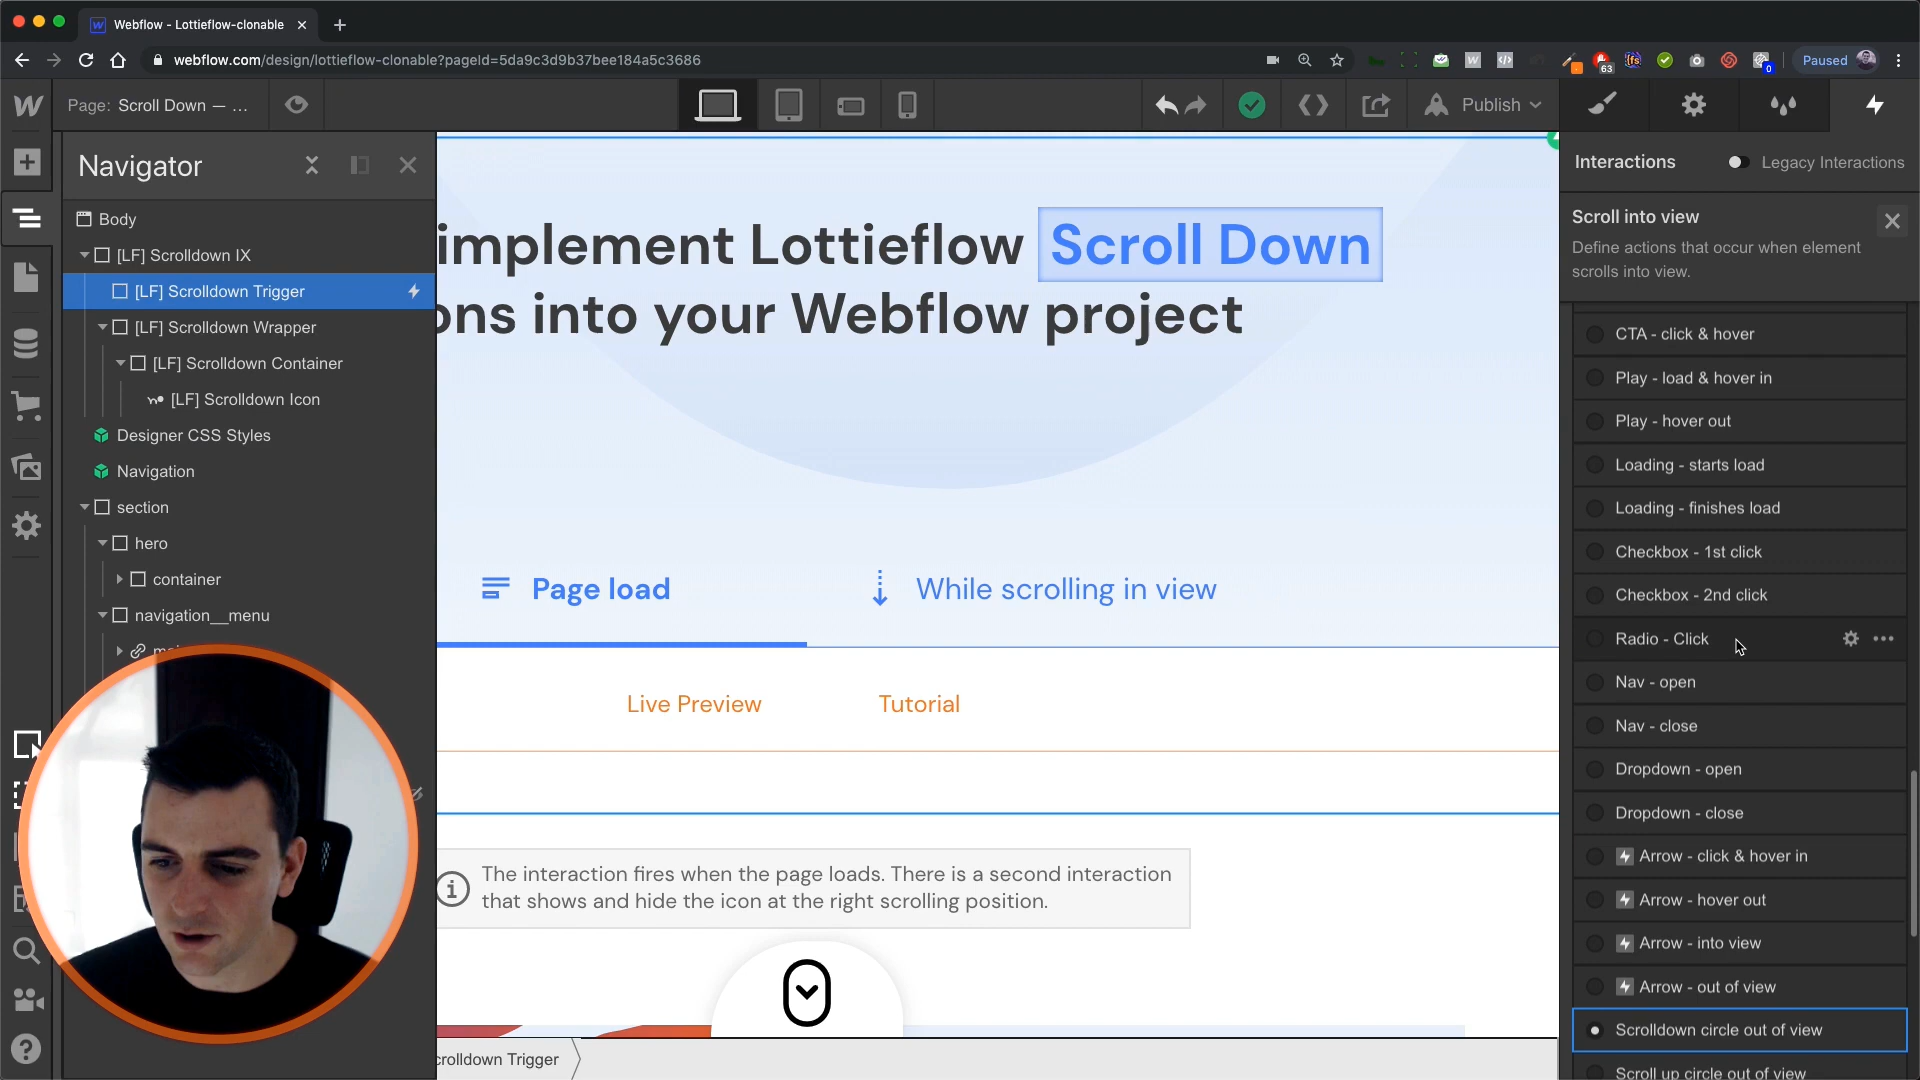 Webflow - Lottieflow-clonable
webflow.com/design/lottieflow-clonable?pageId=5da9c3d9b37bee184a5c3686
63
0
Paused
Page: Scroll Down — ...
Publish
Navigator
Body
[LF] Scrolldown IX
[LF] Scrolldown Trigger
[LF] Scrolldown Wrapper
[LF] Scrolldown Container
[LF] Scrolldown Icon
Designer CSS Styles
Navigation
section
hero
container
navigation__menu
implement Lottieflow Scroll Down
ons into your Webflow project
Page load
While scrolling in view
Live Preview
Tutorial
The interaction fires when the page loads. There is a second interaction
that shows and hide the icon at the right scrolling position.
crolldown Trigger
Interactions
Legacy Interactions
Scroll into view
Define actions that occur when element
scrolls into view.
CTA - click & hover
Play - load & hover in
Play - hover out
Loading - starts load
Loading - finishes load
Checkbox - 1st click
Checkbox - 2nd click
Radio - Click
Nav - open
Nav - close
Dropdown - open
Dropdown - close
Arrow - click & hover in
Arrow - hover out
Arrow - into view
Arrow - out of view
Scrolldown circle out of view
Scroll up circle out of view